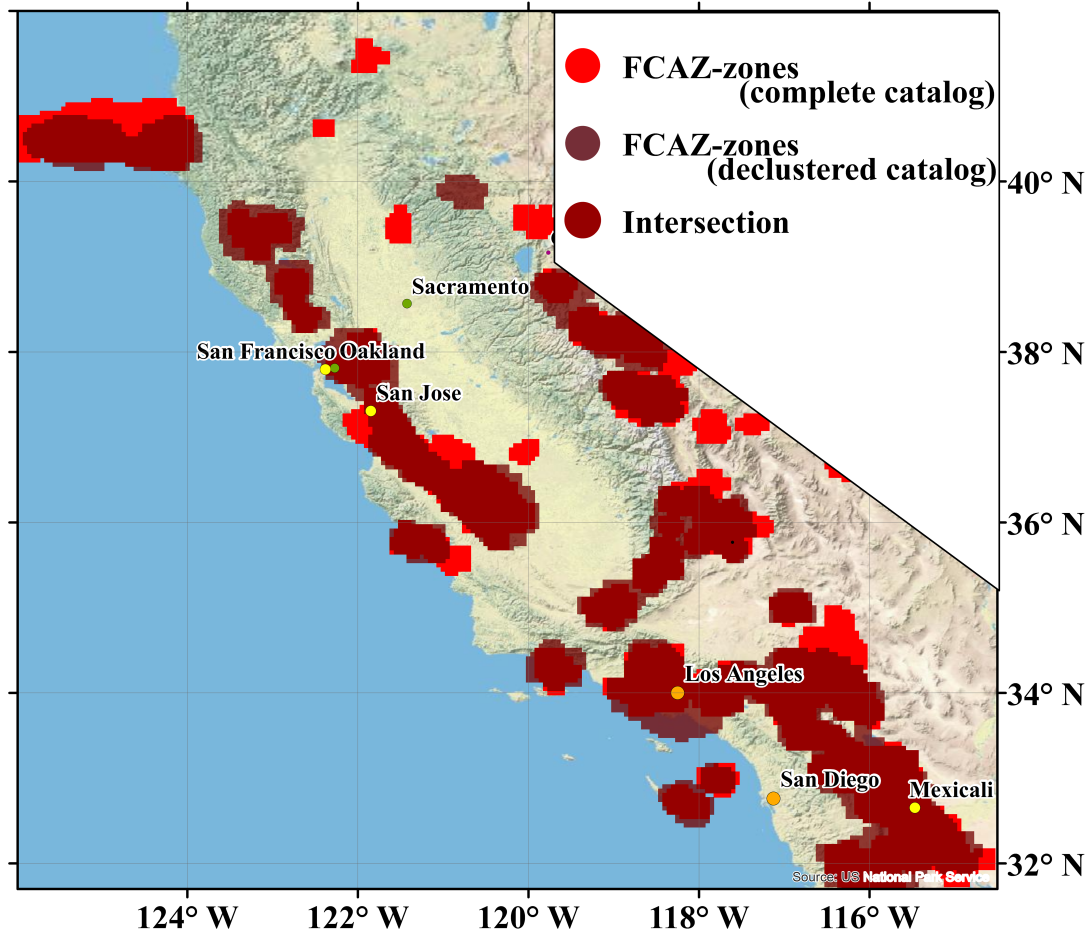 FCAZ-zones
(complete catalog)
FCAZ-zones
(declustered catalog)
Intersection
40° N
Sacramento
38° N
San Francisco Oakland
San Jose
36° N
Los Angeles
34° N
San Diego
Mexicali
32° N
Source: US National Park Service
124° W 122° W 120° W 118° W 116° W